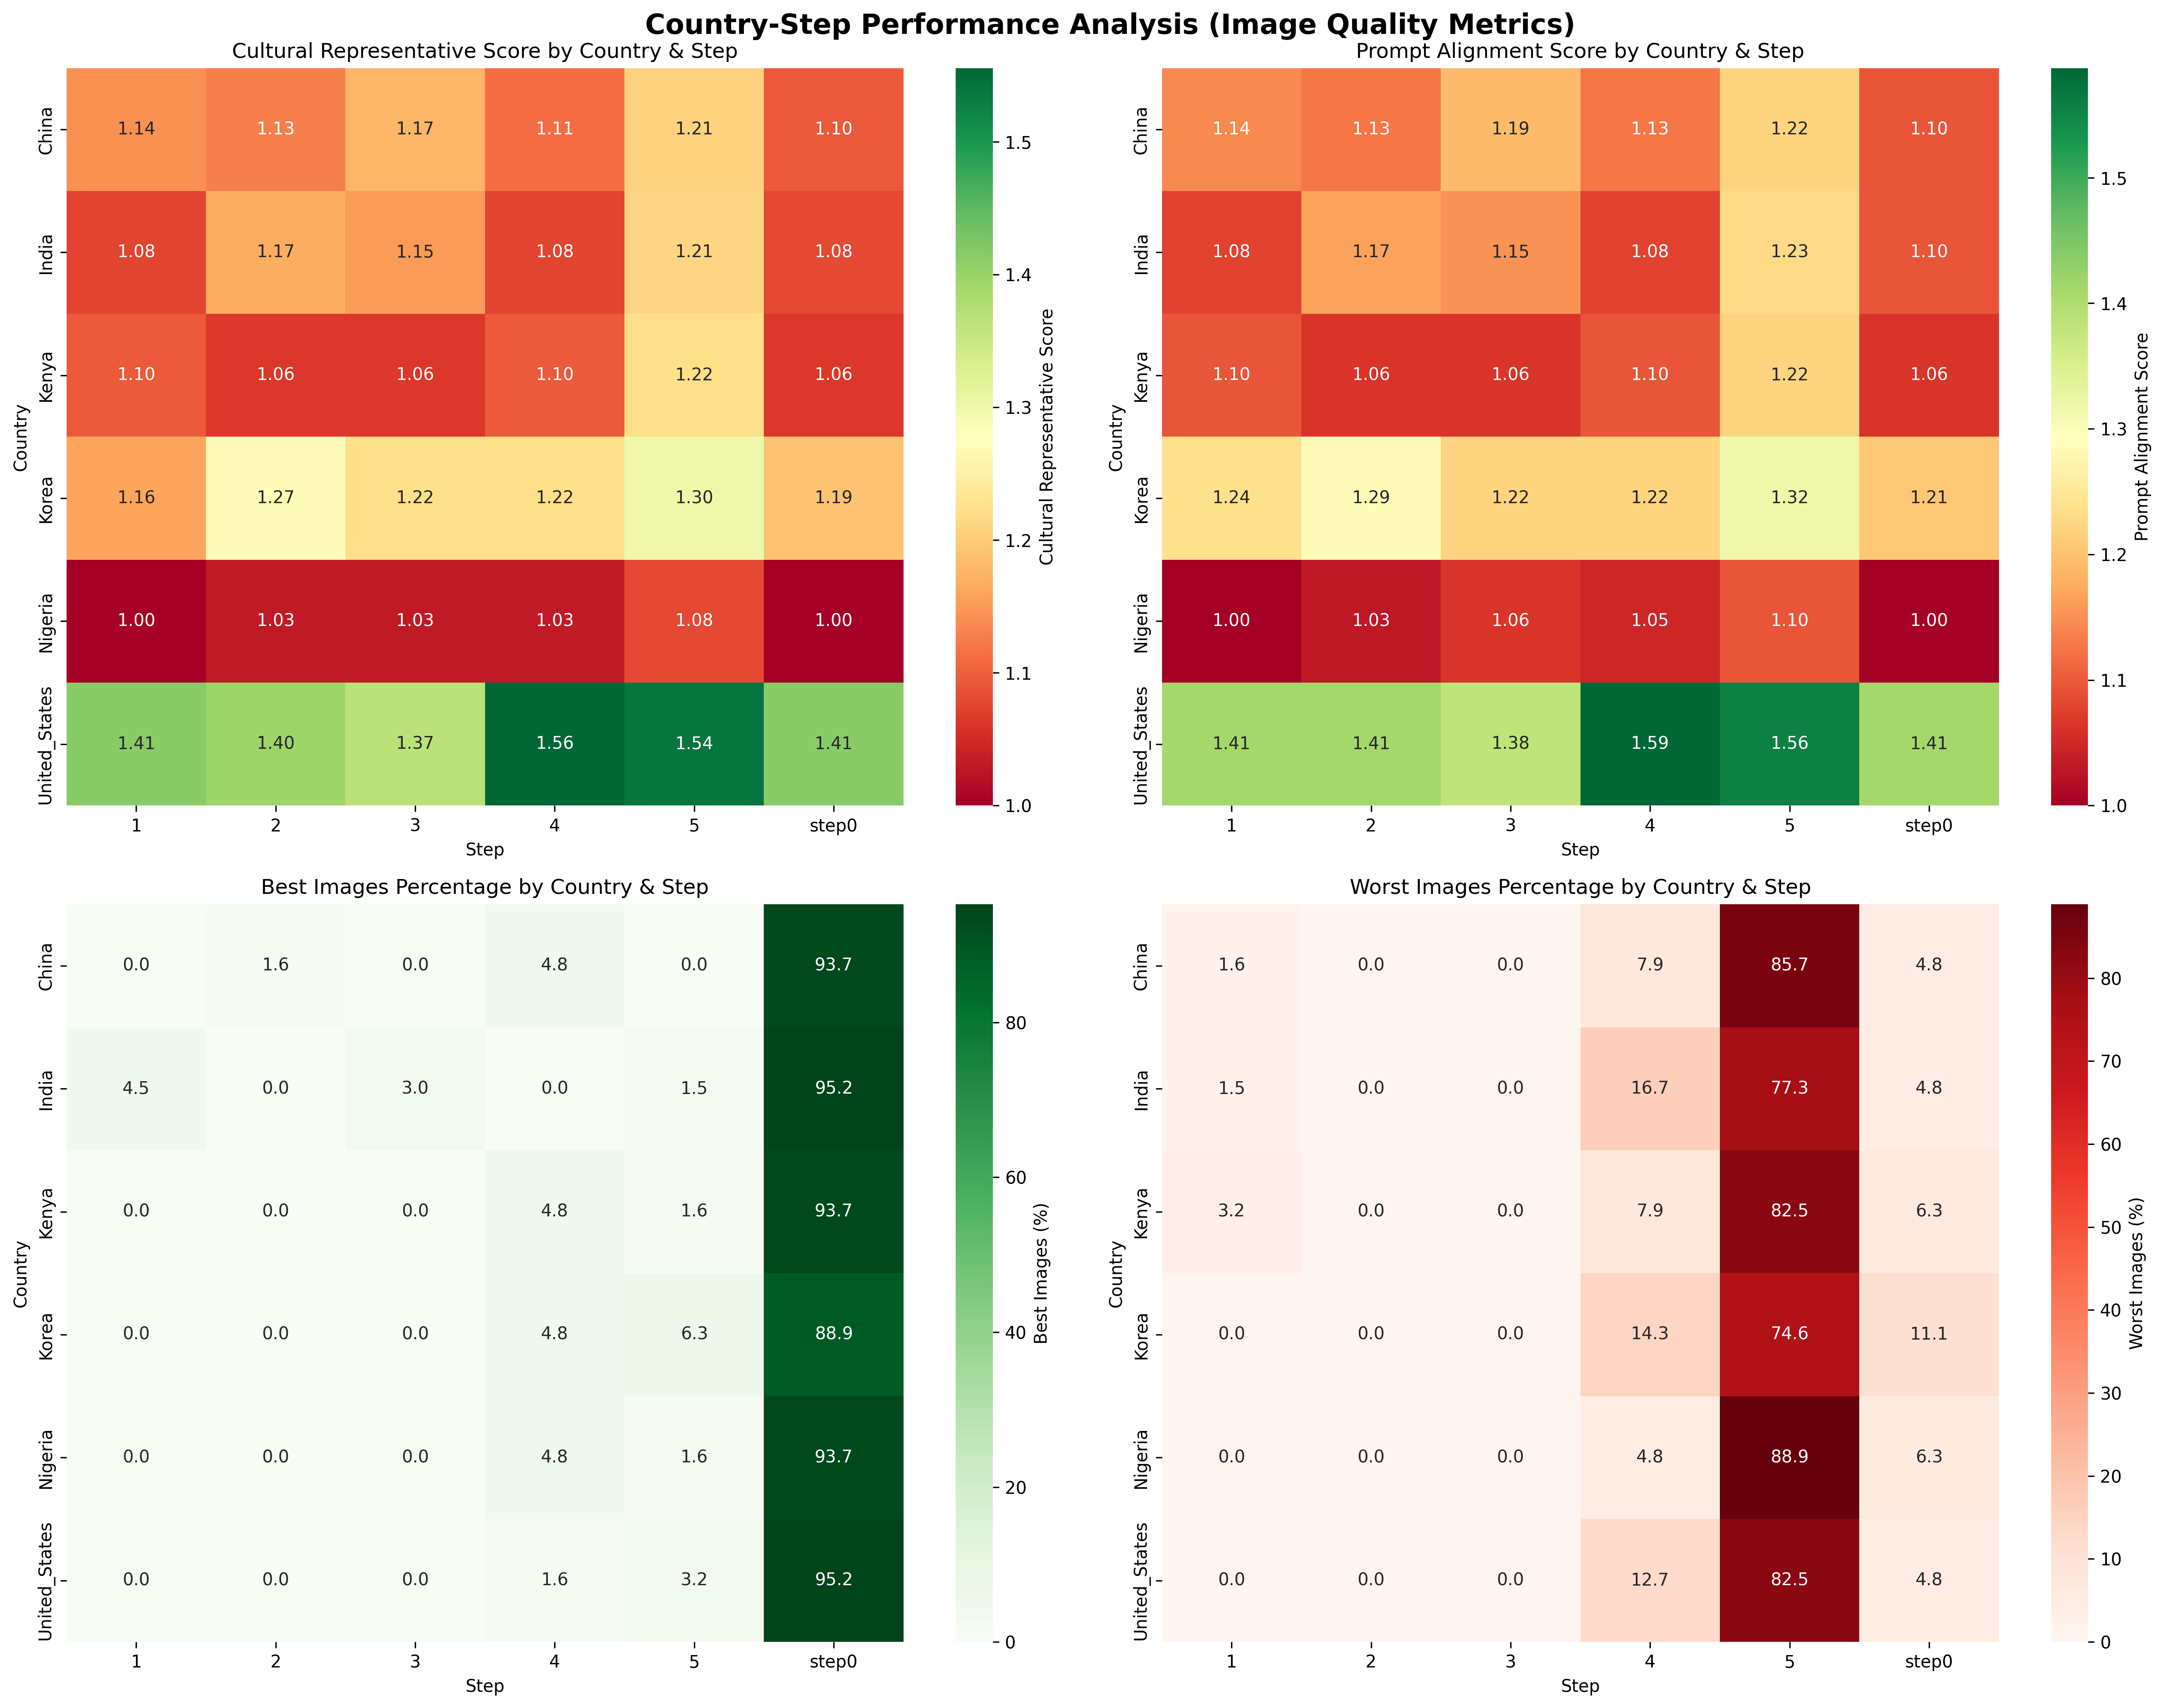 Country-Step Performance Analysis (Image Quality Metrics)
Cultural Representative Score by Country & Step
China 1.14 1.13 1.17 1.11 1.21 1.10
India 1.08 1.17 1.15 1.08 1.21 1.08
Kenya 1.10 1.06 1.06 1.10 1.22 1.06
Korea 1.16 1.27 1.22 1.22 1.30 1.19
Nigeria 1.00 1.03 1.03 1.03 1.08 1.00
United_States 1.41 1.40 1.37 1.56 1.54 1.41
1 2 3 4 5 step0
Step
Country
1.5
1.4
1.3
1.2
1.1
1.0
Cultural Representative Score
Prompt Alignment Score by Country & Step
China 1.14 1.13 1.19 1.13 1.22 1.10
India 1.08 1.17 1.15 1.08 1.23 1.10
Kenya 1.10 1.06 1.06 1.10 1.22 1.06
Korea 1.24 1.29 1.22 1.22 1.32 1.21
Nigeria 1.00 1.03 1.06 1.05 1.10 1.00
United_States 1.41 1.41 1.38 1.59 1.56 1.41
1 2 3 4 5 step0
Step
Country
1.5
1.4
1.3
1.2
1.1
1.0
Prompt Alignment Score
Best Images Percentage by Country & Step
China 0.0 1.6 0.0 4.8 0.0 93.7
India 4.5 0.0 3.0 0.0 1.5 95.2
Kenya 0.0 0.0 0.0 4.8 1.6 93.7
Korea 0.0 0.0 0.0 4.8 6.3 88.9
Nigeria 0.0 0.0 0.0 4.8 1.6 93.7
United_States 0.0 0.0 0.0 1.6 3.2 95.2
1 2 3 4 5 step0
Step
Country
80
60
40
20
0
Best Images (%)
Worst Images Percentage by Country & Step
China 1.6 0.0 0.0 7.9 85.7 4.8
India 1.5 0.0 0.0 16.7 77.3 4.8
Kenya 3.2 0.0 0.0 7.9 82.5 6.3
Korea 0.0 0.0 0.0 14.3 74.6 11.1
Nigeria 0.0 0.0 0.0 4.8 88.9 6.3
United_States 0.0 0.0 0.0 12.7 82.5 4.8
1 2 3 4 5 step0
Step
Country
80
70
60
50
40
30
20
10
0
Worst Images (%)